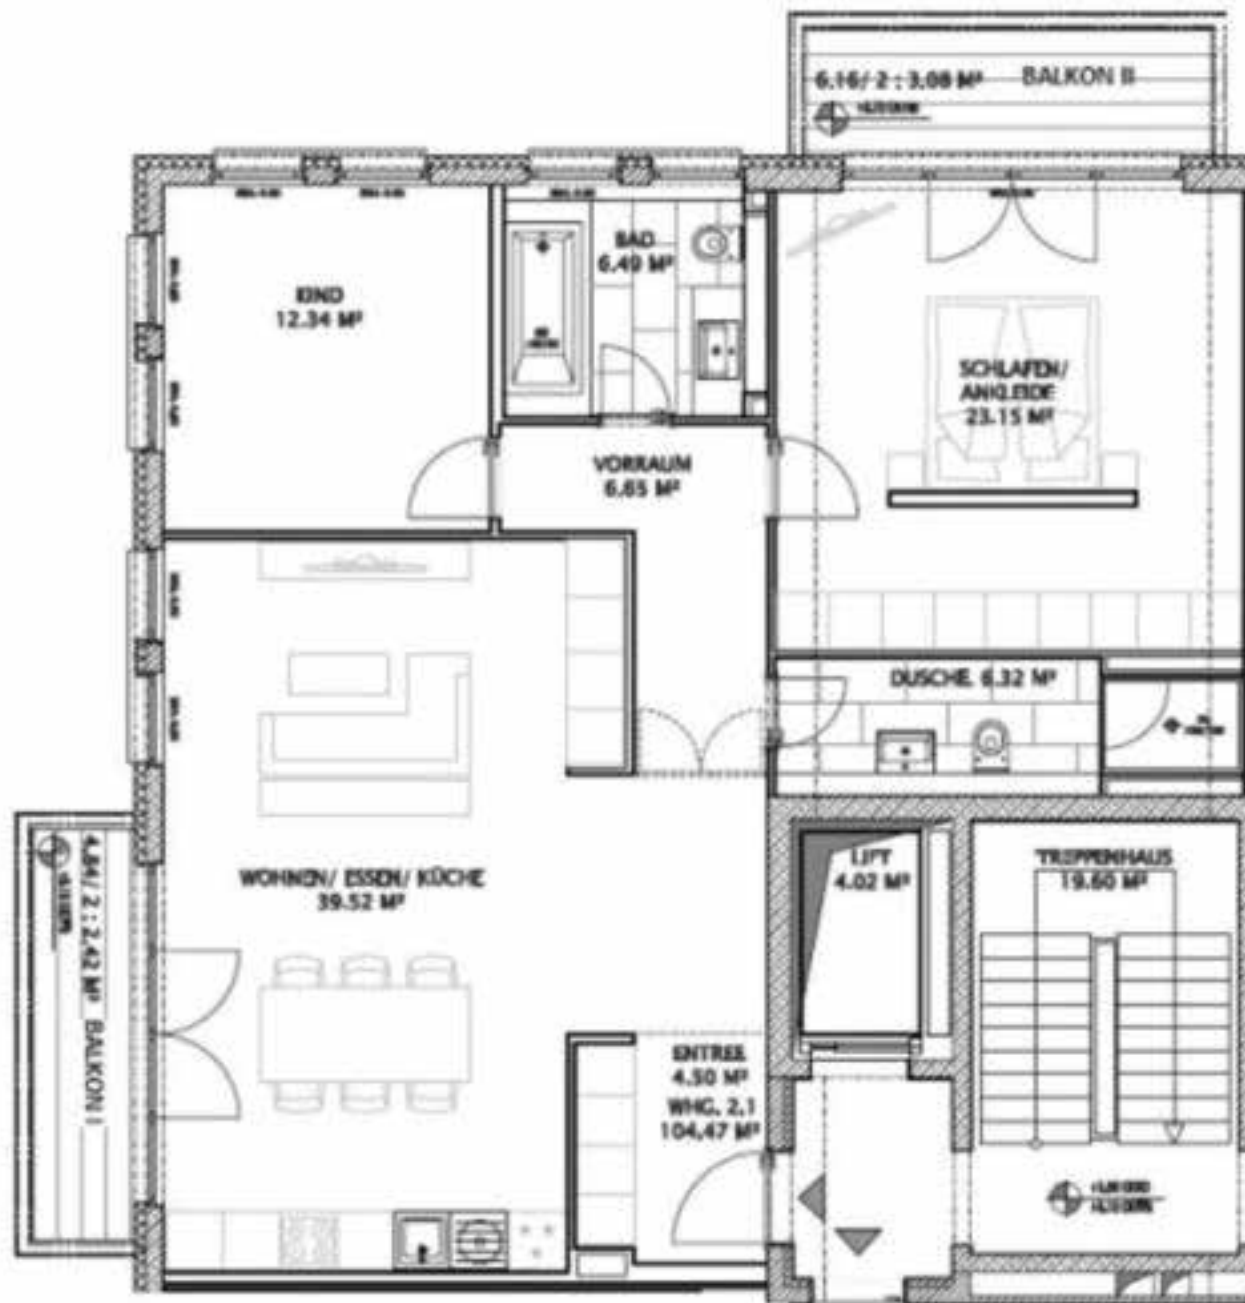 6.16/ 2 : 3.08 M² BALKON II
BAD
6.49 M²
KIND
12.34 M²
SCHLAFEN/
ANKLEIDE
23.15 M²
VORRAUM
6.65 M²
DUSCHE 6.32 M²
WOHNEN/ ESSEN/ KÜCHE
39.52 M²
LIFT
4.02 M²
TREPPENHAUS
19.60 M²
4.84/ 2 : 2.42 M² BALKON I
ENTREE
4.50 M²
WHG. 2.1
104.47 M²